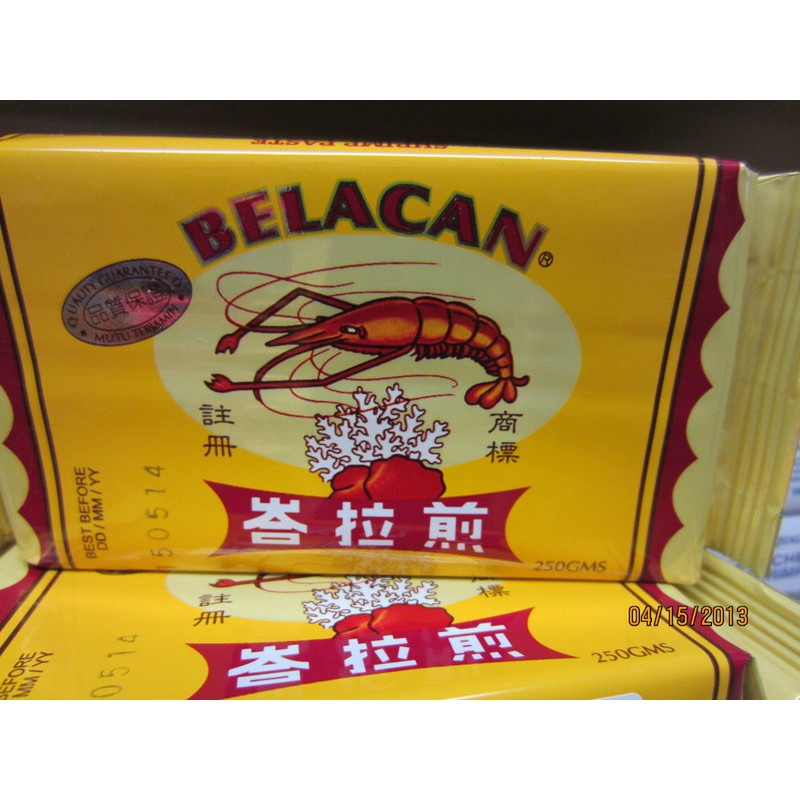 SHRIMP PASTE
BELACAN®
QUALITY GUARANTEED
品質保證
MUTU TERJAMIN
註冊
商標
BEST BEFORE
DD / MM / YY
150514
峇拉煎
250GMS
註冊
標
峇拉煎
250GMS
BEFORE
MM / YY
0514
04/15/2013